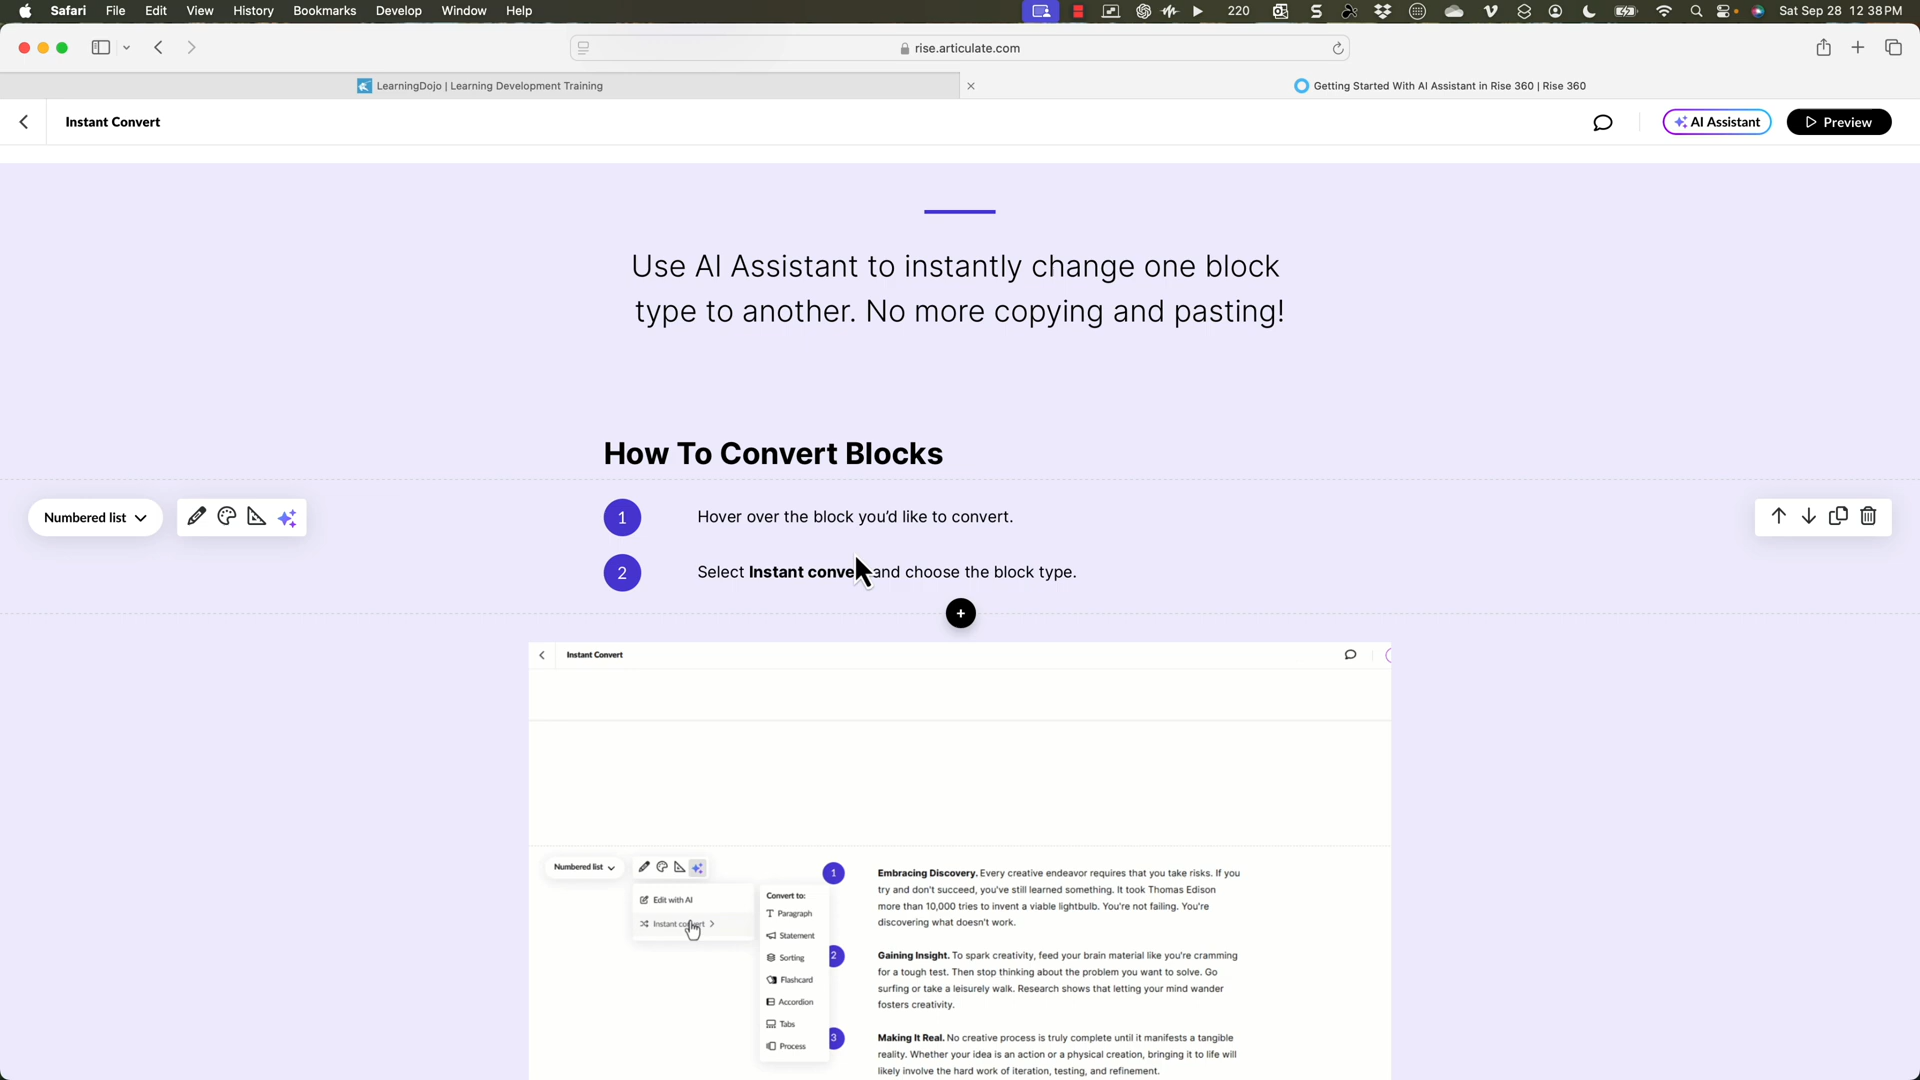 Safari File Edit View History Bookmarks Develop Window Help
220
Sat Sep 28 12 38 PM
rise.articulate.com
LearningDojo | Learning Development Training
Getting Started With AI Assistant in Rise 360 | Rise 360
Instant Convert
AI Assistant
Preview
Use AI Assistant to instantly change one block
type to another. No more copying and pasting!
How To Convert Blocks
Numbered list
1 Hover over the block you'd like to convert.
2 Select Instant conve and choose the block type.
Instant Convert
Numbered list
Edit with AI
Instant
Convert to:
Paragraph
Statement
Sorting
Flashcard
Accordion
Tabs
Process
1 Embracing Discovery. Every creative endeavor requires that you take risks. If you
try and don't succeed, you've still learned something. It took Thomas Edison
more than 10,000 tries to invent a viable lightbulb. You're not failing. You're
discovering what doesn't work.
2 Gaining Insight. To spark creativity, feed your brain material like you're cramming
for a tough test. Then stop thinking about the problem you want to solve. Go
surfing or take a leisurely walk. Research shows that letting your mind wander
fosters creativity.
3 Making It Real. No creative process is truly complete until it manifests a tangible
reality. Whether your idea is an action or a physical creation, bringing it to life will
likely involve the hard work of iteration, testing, and refinement.